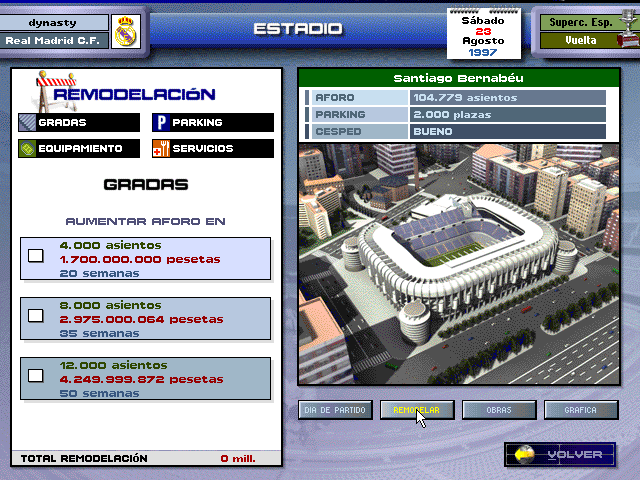 dynasty
Real Madrid C.F.
ESTADIO
Sábado
23
Agosto
1997
Superc. Esp.
Vuelta
REMODELACIÓN
GRADAS
P PARKING
EQUIPAMIENTO
SERVICIOS
GRADAS
AUMENTAR AFORO EN
4.000 asientos
1.700.000.000 pesetas
20 semanas
8.000 asientos
2.975.000.064 pesetas
35 semanas
12.000 asientos
4.249.999.872 pesetas
50 semanas
TOTAL REMODELACIÓN 0 mill.
Santiago Bernabéu
AFORO 104.779 asientos
PARKING 2.000 plazas
CESPED BUENO
DIA DE PARTIDO
REMODELAR
OBRAS
GRAFICA
VOLVER